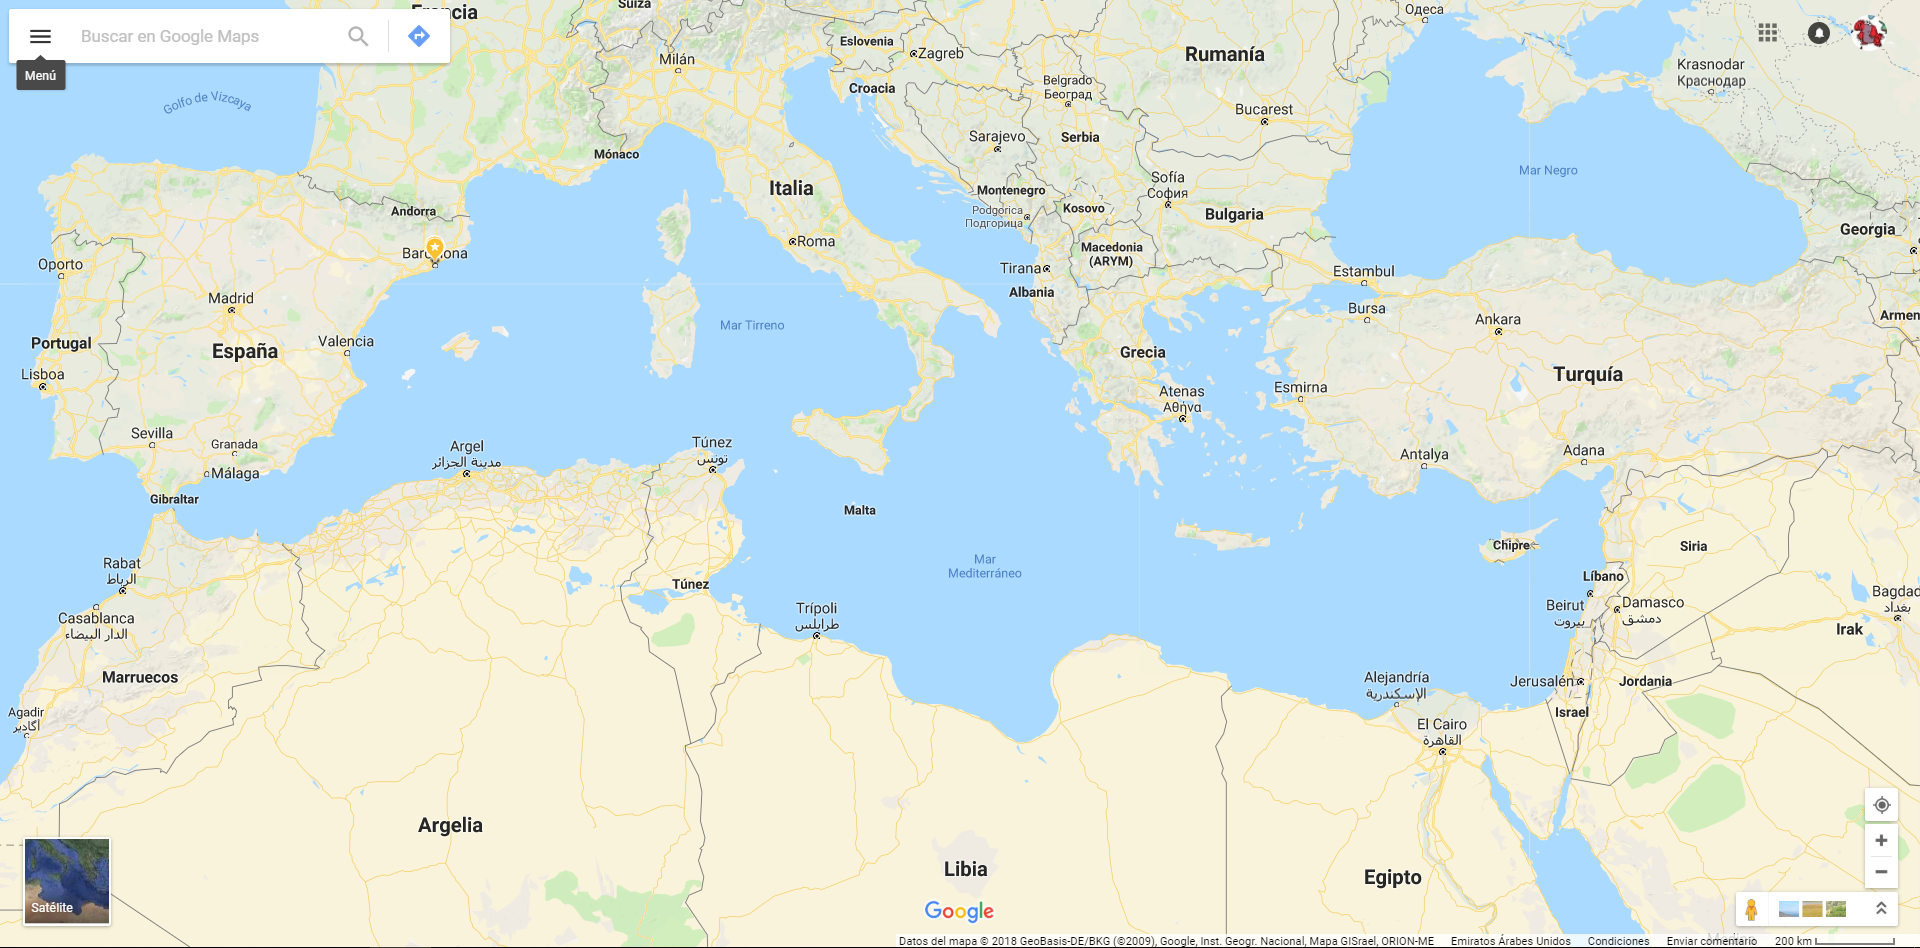 Francia
Suiza
Одеса
Buscar en Google Maps
Menú
Eslovenia
Zagreb
Milán
Rumanía
Krasnodar
Краснодар
Belgrado
Београд
Croacia
Golfo de Vizcaya
Bucarest
Sarajevo
Serbia
Mónaco
Mar Negro
Italia
Sofía
София
Montenegro
Kosovo
Podgorica
Подгорица
Andorra
Bulgaria
Georgia
Roma
Barcelona
Macedonia
(ARYM)
Oporto
Tirana
Estambul
Albania
Madrid
Bursa
Ankara
Armen
Mar Tirreno
Portugal
España
Valencia
Grecia
Lisboa
Turquía
Esmirna
Atenas
Αθήνα
Sevilla
Granada
Málaga
Argel
مدينة الجزائر
Túnez
تونس
Antalya
Adana
Gibraltar
Malta
Chipre
Siria
Mar
Mediterráneo
Rabat
الرباط
Túnez
Líbano
Bagdad
بغداد
Casablanca
الدار البيضاء
Trípoli
طرابلس
Beirut
بيروت
Damasco
دمشق
Irak
Marruecos
Alejandría
الإسكندرية
Jerusalén
Jordania
Agadir
أكادير
Israel
El Cairo
القاهرة
Argelia
Libia
Egipto
Satélite
Google
Datos del mapa © 2018 GeoBasis-DE/BKG (©2009), Google, Inst. Geogr. Nacional, Mapa GISrael, ORION-ME Emiratos Árabes Unidos Condiciones Enviar comentario 200 km